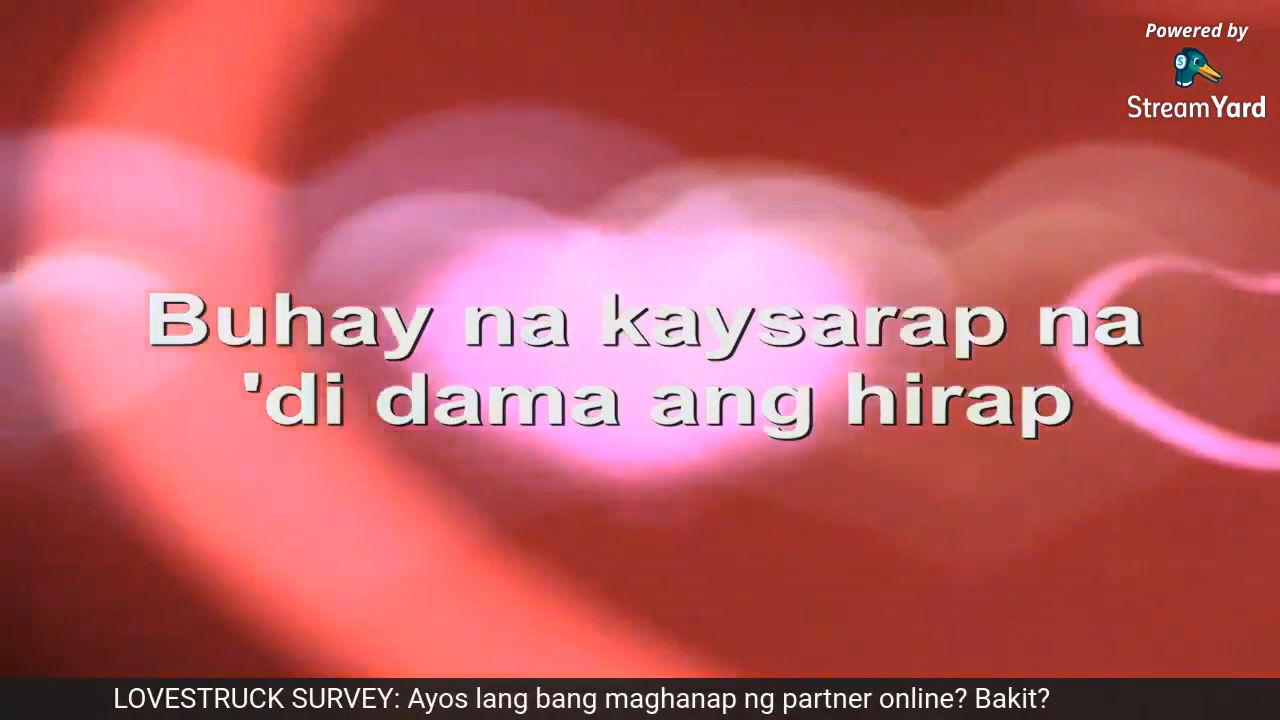 Powered by
StreamYard
Buhay na kaysarap na
'di dama ang hirap
LOVESTRUCK SURVEY: Ayos lang bang maghanap ng partner online? Bakit?